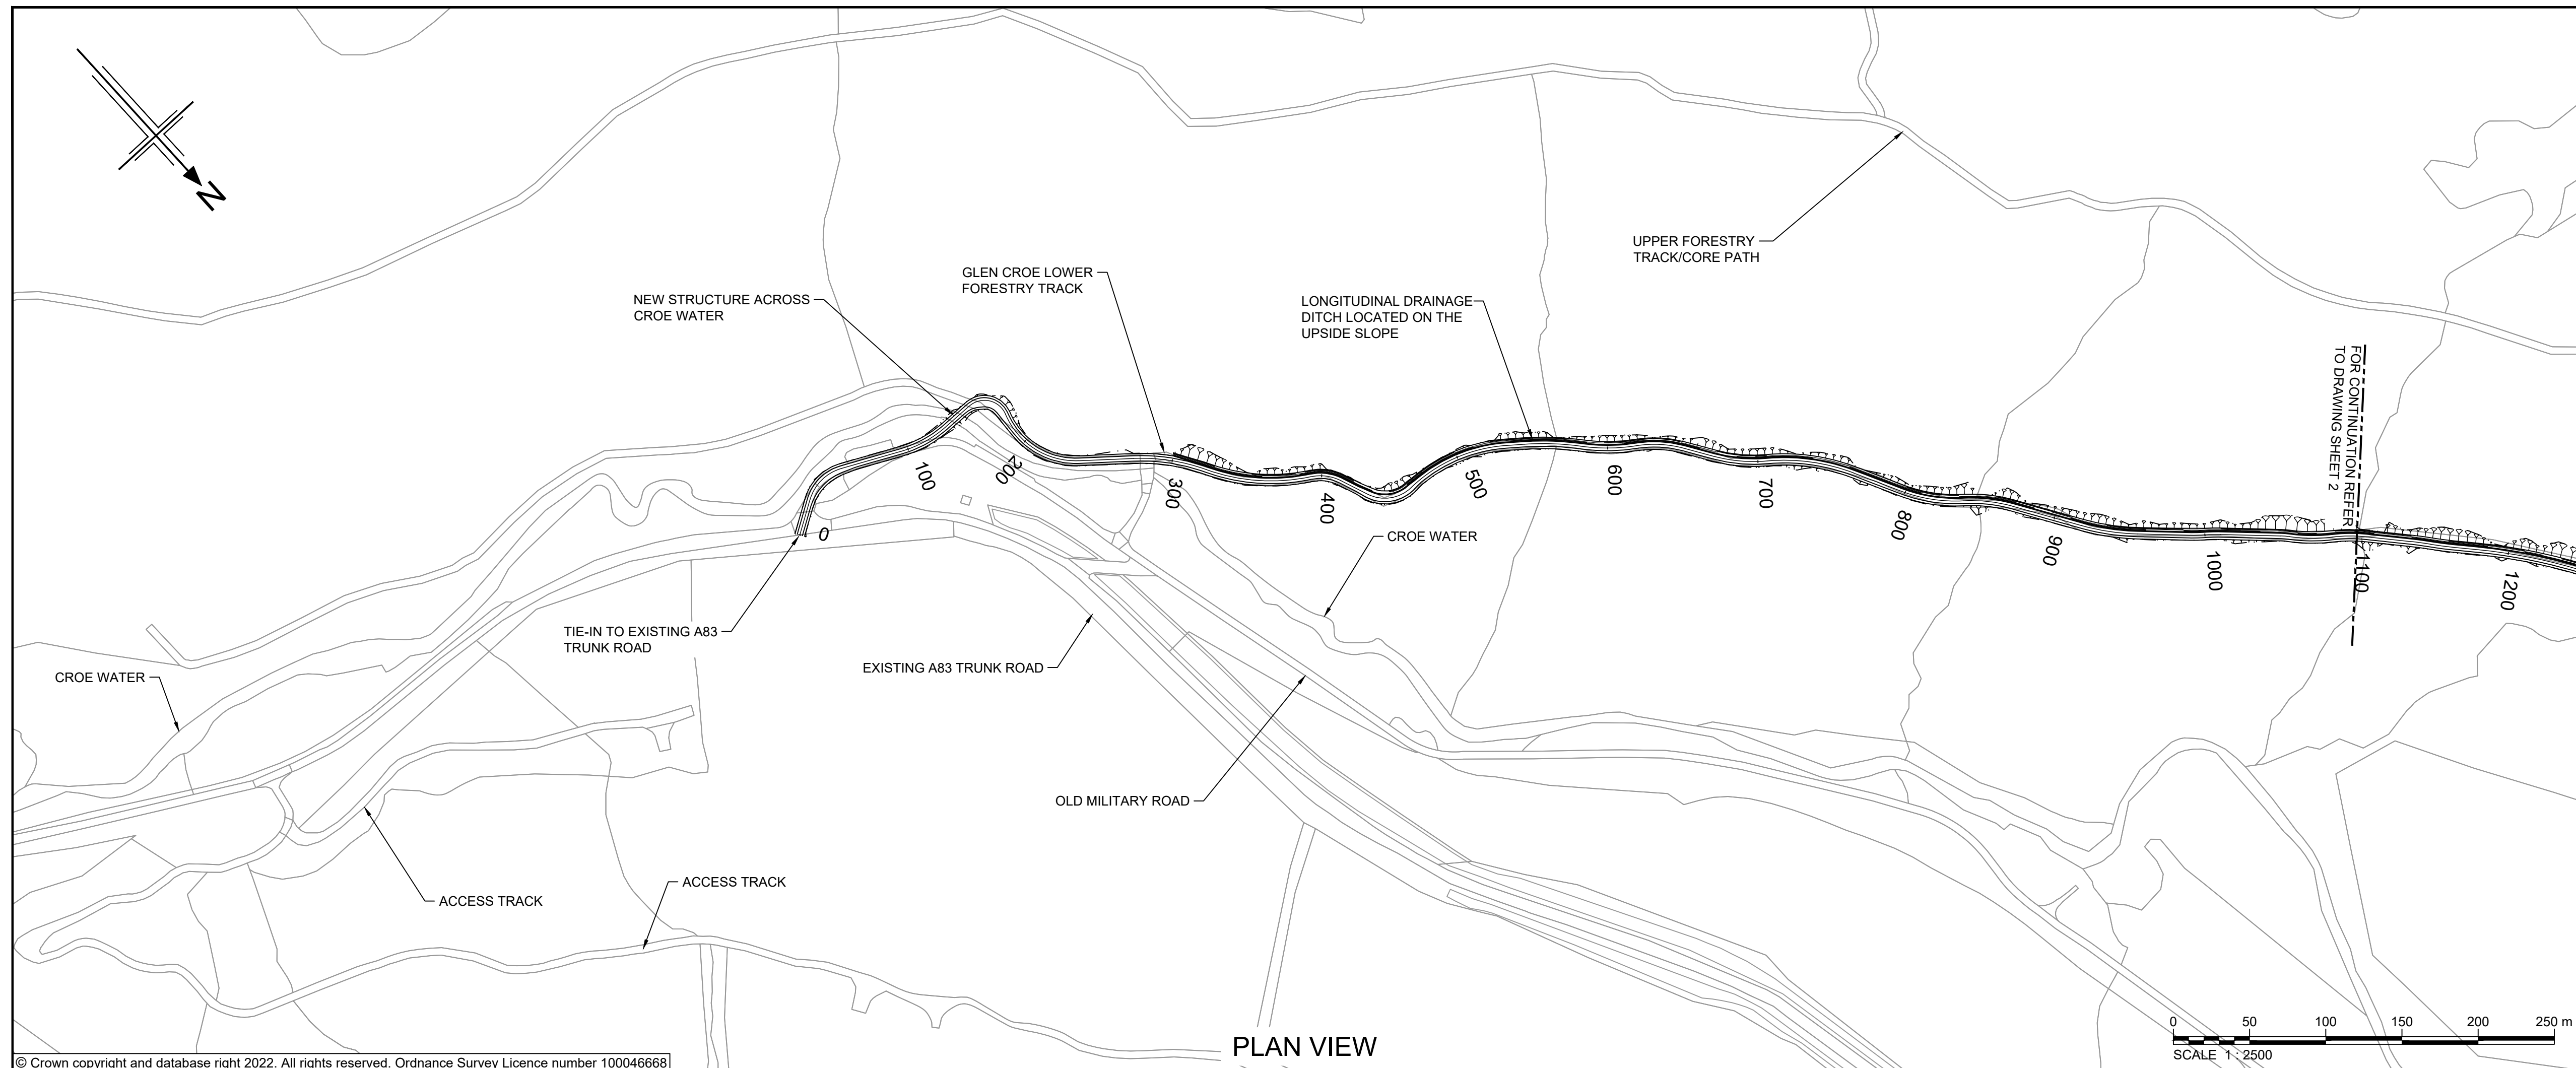 N
UPPER FORESTRY
TRACK/CORE PATH
GLEN CROE LOWER
FORESTRY TRACK
NEW STRUCTURE ACROSS
CROE WATER
LONGITUDINAL DRAINAGE
DITCH LOCATED ON THE
UPSIDE SLOPE
FOR CONTINUATION REFER
TO DRAWING SHEET 2
0
100
200
300
400
500
600
700
800
900
1000
1100
1200
CROE WATER
TIE-IN TO EXISTING A83
TRUNK ROAD
EXISTING A83 TRUNK ROAD
CROE WATER
OLD MILITARY ROAD
ACCESS TRACK
ACCESS TRACK
PLAN VIEW
0 50 100 150 200 250 m
SCALE 1 : 2500
© Crown copyright and database right 2022. All rights reserved. Ordnance Survey Licence number 100046668